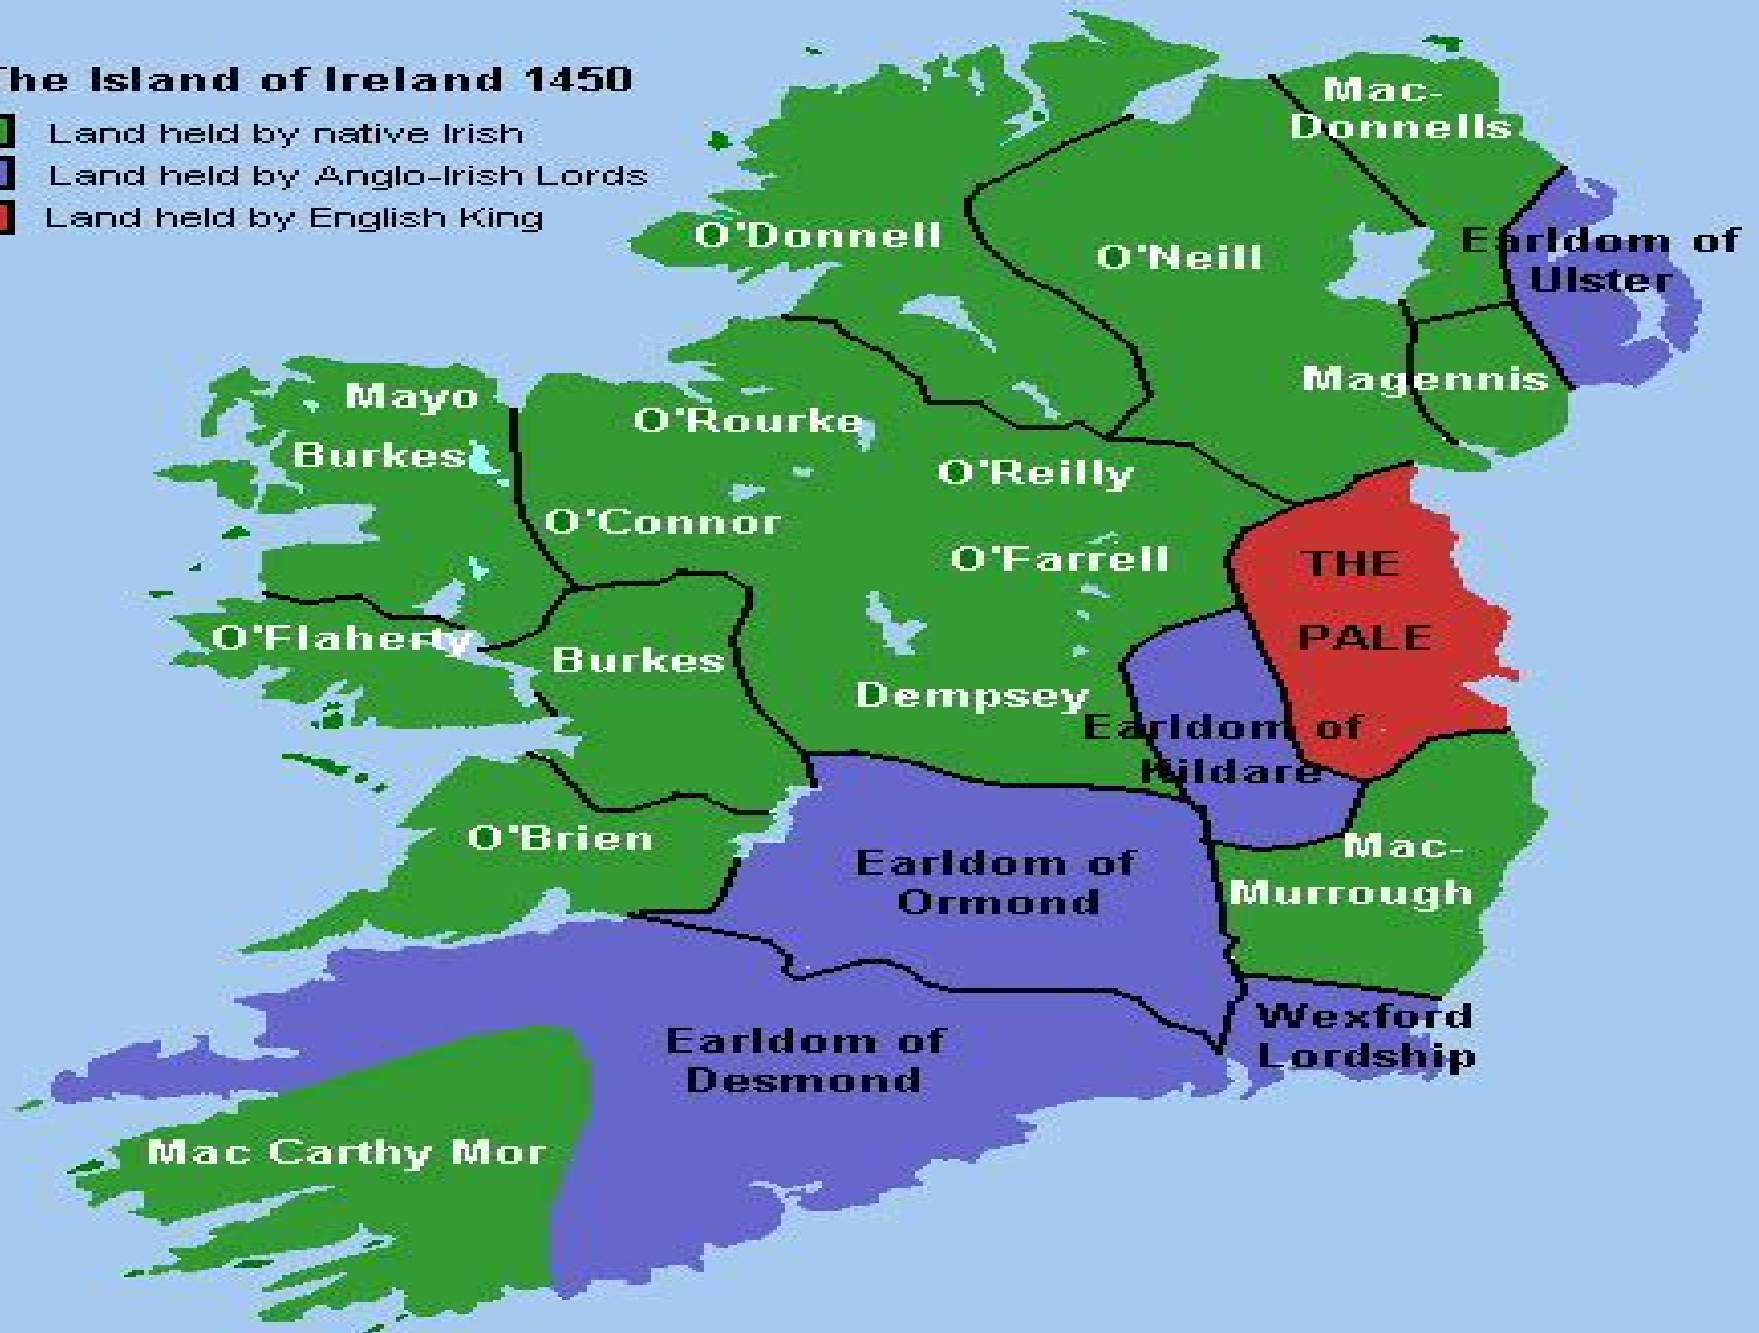 The Island of Ireland 1450
Land held by native Irish
Land held by Anglo-Irish Lords
Land held by English King
Mac-
Donnells
O'Donnell
O'Neill
Earldom of
Ulster
Magennis
Mayo
Burkes
O'Rourke
O'Reilly
O'Connor
O'Farrell
THE
PALE
O'Flaherty
Burkes
Dempsey
Earldom of
Kildare
O'Brien
Earldom of
Ormond
Mac-
Murrough
Wexford
Lordship
Earldom of
Desmond
Mac Carthy Mor